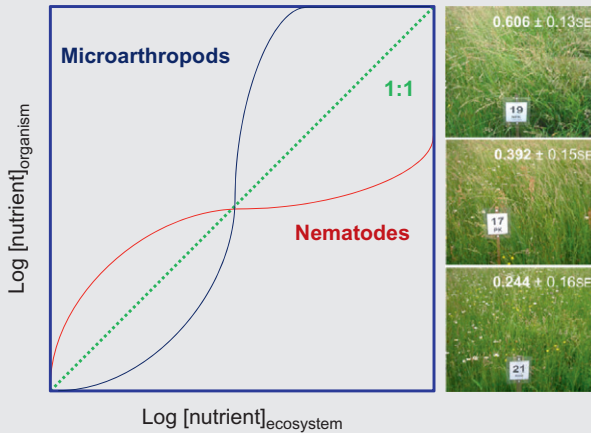 Microarthropods
1:1
Nematodes
Log [nutrient]organism
Log [nutrient]ecosystem
0.606 ± 0.13SE
19
0.392 ± 0.15SE
17
PK
0.244 ± 0.16SE
21